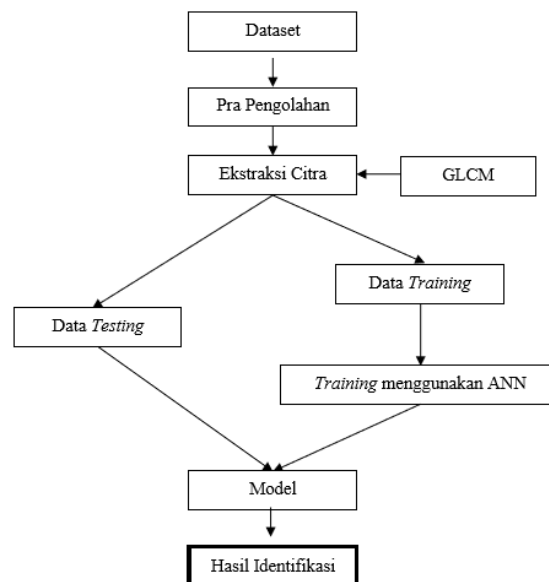 Dataset
Pra Pengolahan
Ekstraksi Citra
GLCM
Data Training
Data Testing
Training menggunakan ANN
Model
Hasil Identifikasi